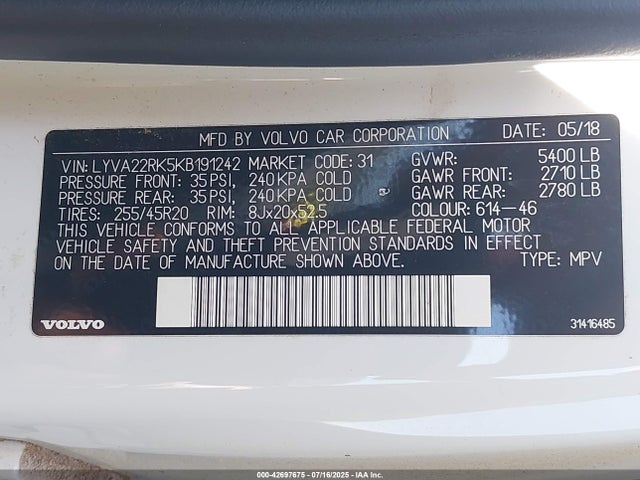 MFD BY VOLVO CAR CORPORATION DATE: 05/18
VIN: LYVA22RK5KB191242 MARKET CODE: 31 GVWR: 5400 LB
PRESSURE FRONT: 35 PSI, 240 KPA COLD GAWR FRONT: 2710 LB
PRESSURE REAR: 35 PSI, 240 KPA COLD GAWR REAR: 2780 LB
TIRES: 255/45R20 RIM: 8Jx20x52.5 COLOUR: 614-46
THIS VEHICLE CONFORMS TO ALL APPLICABLE FEDERAL MOTOR
VEHICLE SAFETY AND THEFT PREVENTION STANDARDS IN EFFECT
ON THE DATE OF MANUFACTURE SHOWN ABOVE. TYPE: MPV
VOLVO 31416485
000-42697675 - 07/16/2025 - IAA Inc.